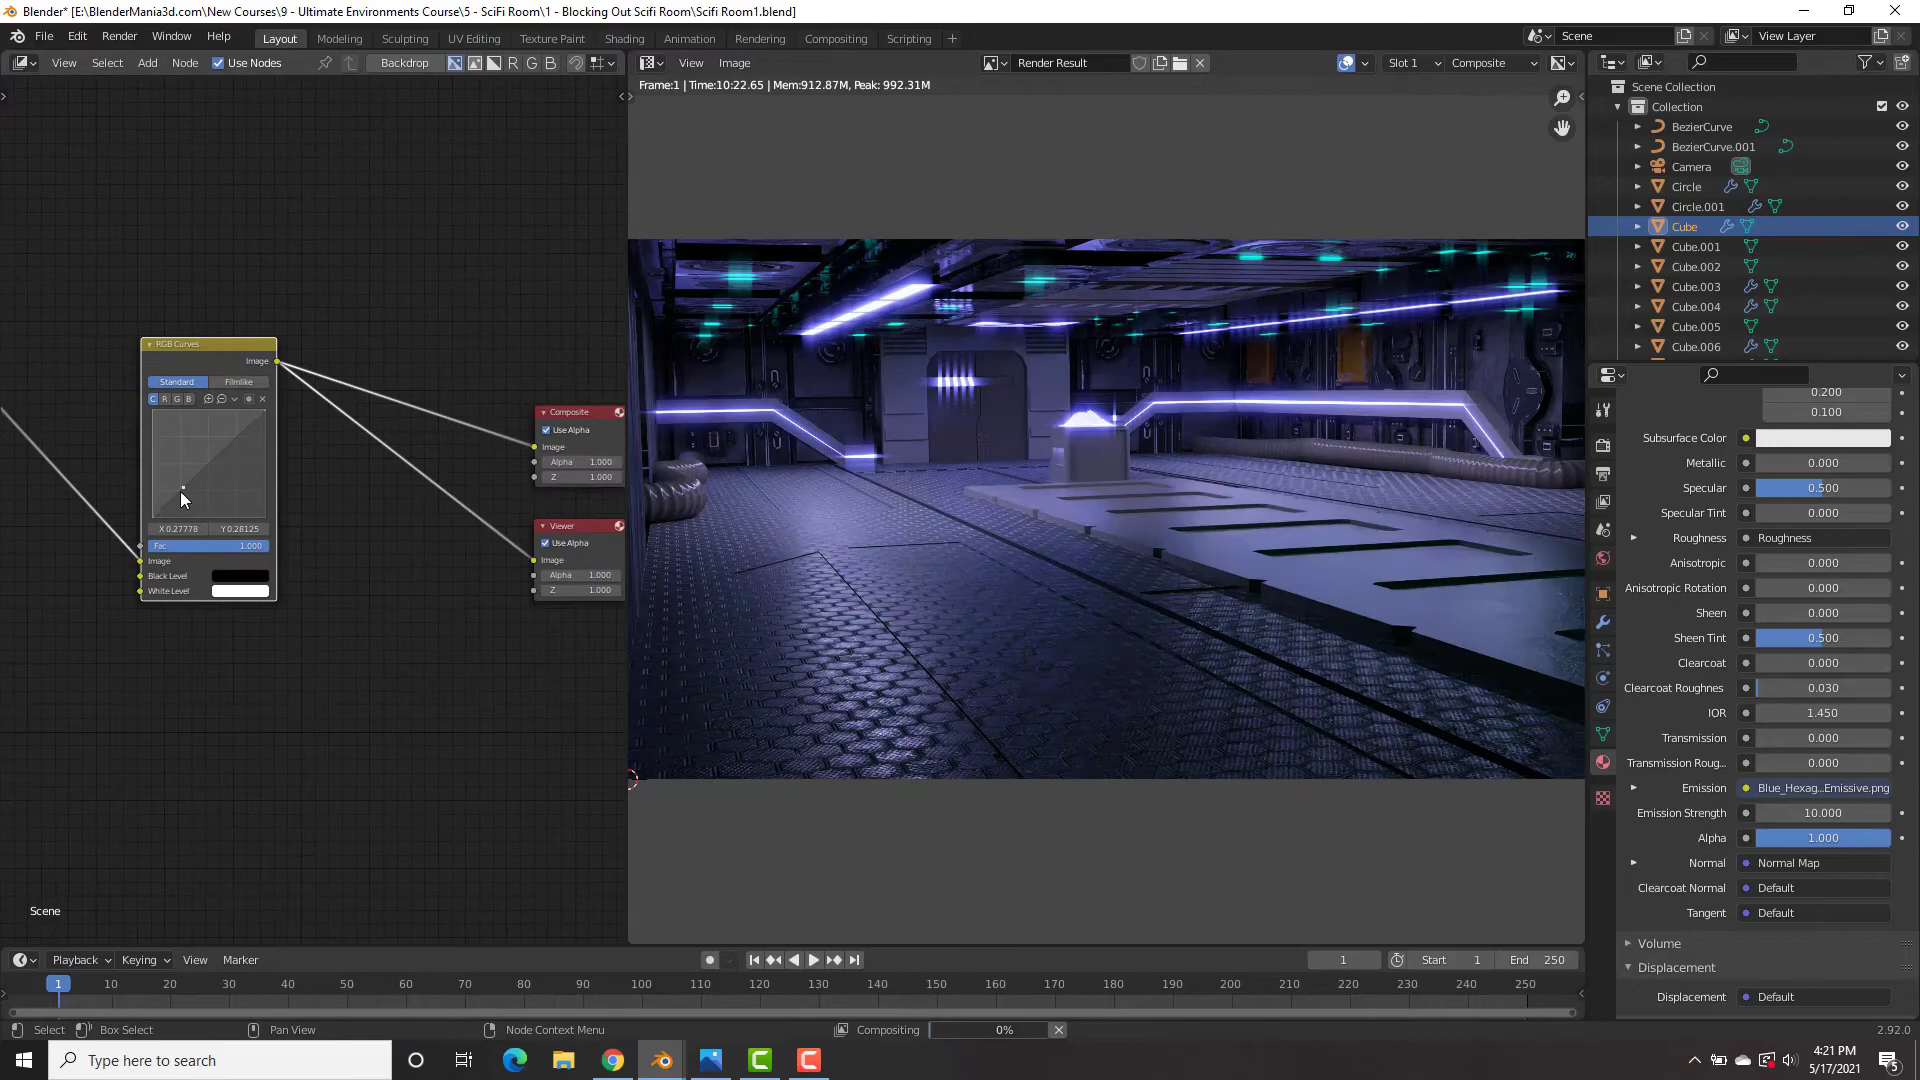 Blender* [E:\BlenderMania3d.com\New Courses\9 - Ultimate Environments Course\5 - SciFi Room\1 - Blocking Out Scifi Room\Scifi Room1.blend]
File Edit Render Window Help Layout Modeling Sculpting UV Editing Texture Paint Shading Animation Rendering Compositing Scripting + Scene View Layer
View Select Add Node Use Nodes Backdrop R G B View Image Render Result Slot 1 Composite
Frame:1 | Time:10:22.65 | Mem:912.87M, Peak: 992.31M
Scene Collection
Collection
BezierCurve
BezierCurve.001
Camera
Circle
Circle.001
Cube
Cube.001
Cube.002
Cube.003
Cube.004
Cube.005
Cube.006
RGB Curves
Image
Standard Filmlike
C R G B
X 0.27778 Y 0.28125
Fac 1.000
Image
Black Level
White Level
Composite
Use Alpha
Image
Alpha 1.000
Z 1.000
Viewer
Use Alpha
Image
Alpha 1.000
Z 1.000
0.200
0.100
Subsurface Color
Metallic 0.000
Specular 0.500
Specular Tint 0.000
Roughness Roughness
Anisotropic 0.000
Anisotropic Rotation 0.000
Sheen 0.000
Sheen Tint 0.500
Clearcoat 0.000
Clearcoat Roughnes 0.030
IOR 1.450
Transmission 0.000
Transmission Roug... 0.000
Emission Blue_Hexag...Emissive.png
Emission Strength 10.000
Alpha 1.000
Normal Normal Map
Clearcoat Normal Default
Tangent Default
Volume
Displacement
Displacement Default
Scene
Playback Keying View Marker 1 Start 1 End 250
1 10 20 30 40 50 60 70 80 90 100 110 120 130 140 150 160 170 180 190 200 210 220 230 240 250
Select Box Select Pan View Node Context Menu Compositing 0% 2.92.0
Type here to search
4:21 PM
5/17/2021
5